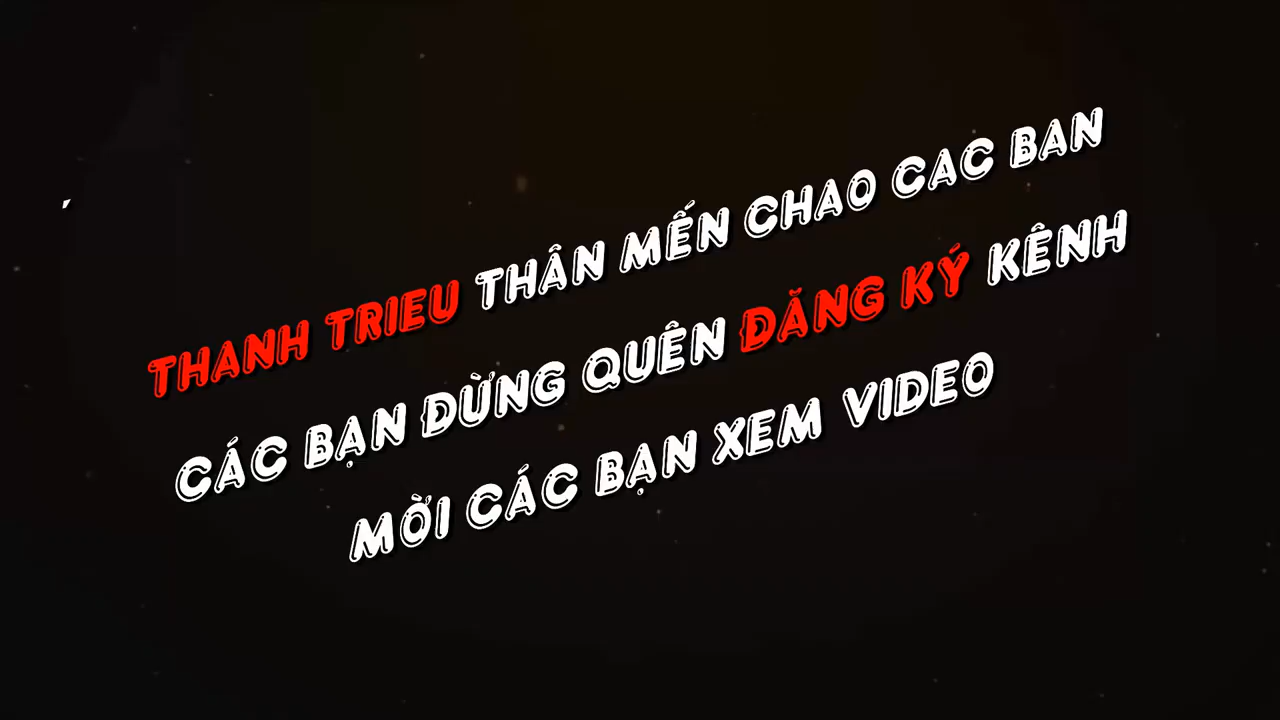 THANH TRIEU THÂN MẾN CHAO CAC BAN
CÁC BẠN ĐỪNG QUÊN ĐĂNG KÝ KÊNH
MỜI CÁC BẠN XEM VIDEO